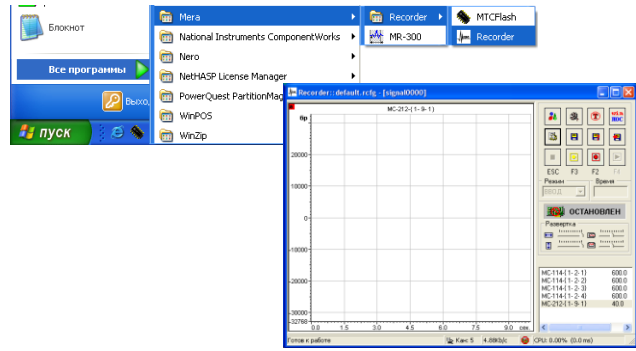 Блокнот
Все программы
Выхо
пуск
Mera
National Instruments ComponentWorks
Nero
NetHASP License Manager
PowerQuest PartitionMag
WinPOS
WinZip
Recorder
MR-300
MTCFlash
Recorder
Recorder::default.rcfg - [signal0000]
MC-212-(1-9-1)
бр
20000
10000
0
-10000
-20000
-30000
-32768
0.0 1.5 3.0 4.5 6.0 7.5 9.0 сек.
ESC F3 F2 F4
Режим Время
ВВОД
ОСТАНОВЛЕН
Развертка
MC-114-(1-2-1) 600.0
MC-114-(1-2-2) 600.0
MC-114-(1-2-3) 600.0
MC-114-(1-2-4) 600.0
MC-212-(1-9-1) 40.0
Готов к работе
Кан: 5 4.88Kb/c CPU: 0.00% (0.0 ms)